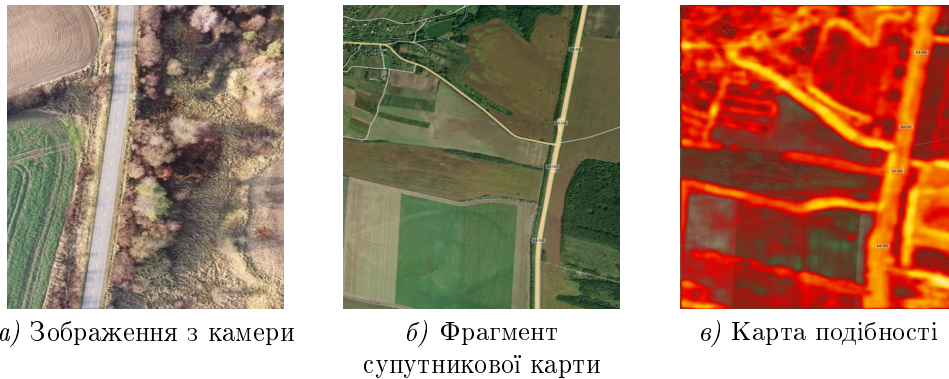 а) Зображення з камери
б) Фрагмент
супутникової карти
в) Карта подібності